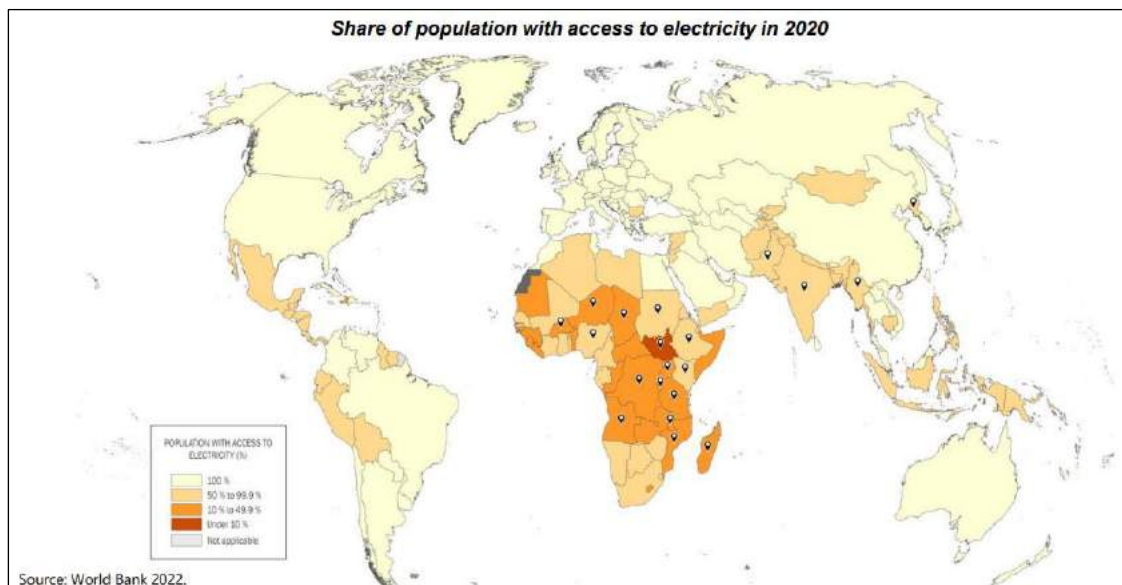 Share of population with access to electricity in 2020
POPULATION WITH ACCESS TO
ELECTRICITY (%)
100 %
50 % to 99.9 %
10 % to 49.9 %
Under 10 %
Not applicable
Source: World Bank 2022.